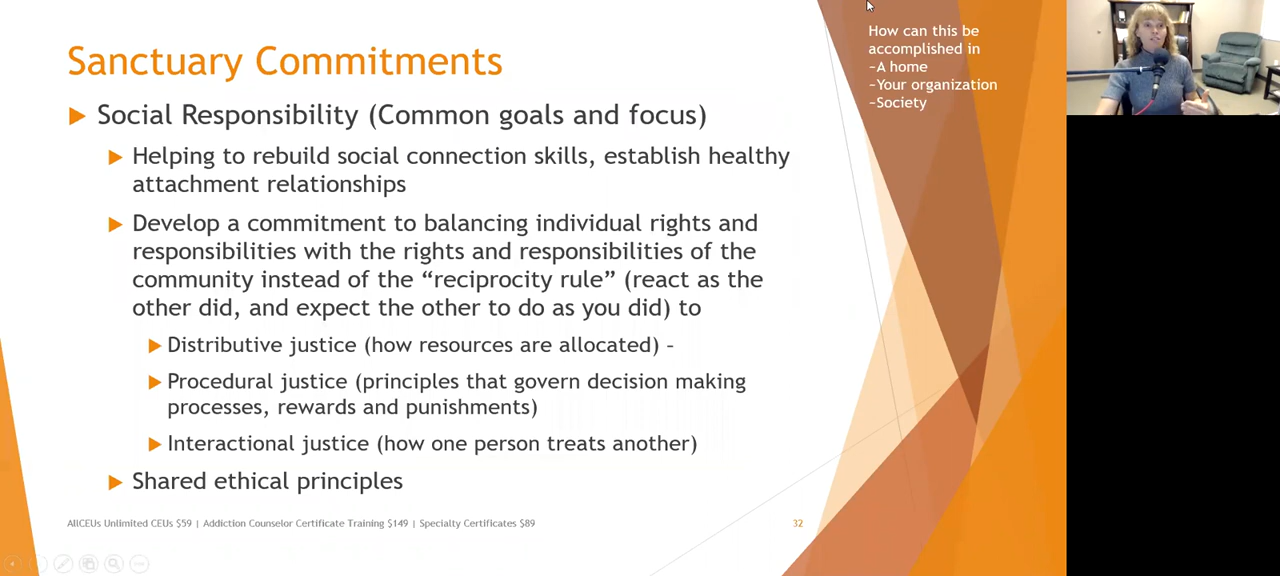 Sanctuary Commitments
Social Responsibility (Common goals and focus)
Helping to rebuild social connection skills, establish healthy
attachment relationships
Develop a commitment to balancing individual rights and
responsibilities with the rights and responsibilities of the
community instead of the “reciprocity rule” (react as the
other did, and expect the other to do as you did) to
Distributive justice (how resources are allocated) –
Procedural justice (principles that govern decision making
processes, rewards and punishments)
Interactional justice (how one person treats another)
Shared ethical principles
How can this be
accomplished in
~A home
~Your organization
~Society
AllCEUs Unlimited CEUs $59 | Addiction Counselor Certificate Training $149 | Specialty Certificates $89
32